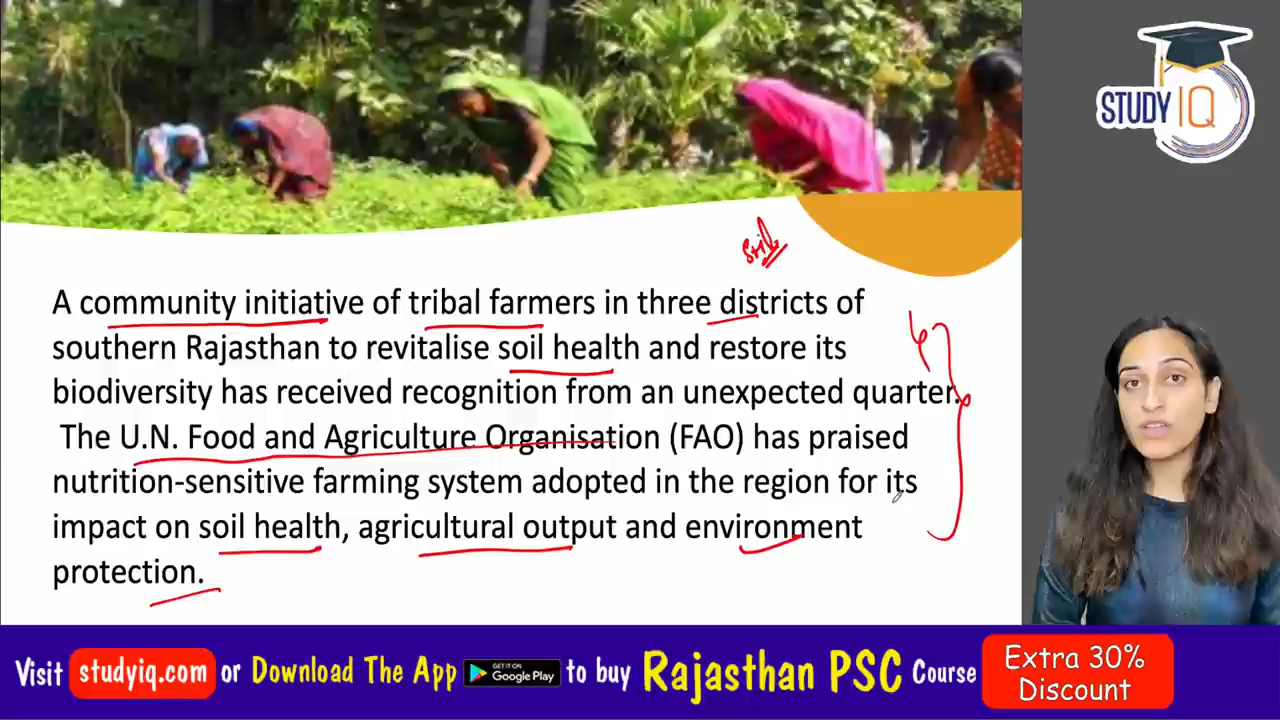 STUDY IQ
Soil
A community initiative of tribal farmers in three districts of
southern Rajasthan to revitalise soil health and restore its
biodiversity has received recognition from an unexpected quarter.
The U.N. Food and Agriculture Organisation (FAO) has praised
nutrition-sensitive farming system adopted in the region for its
impact on soil health, agricultural output and environment
protection.
Visit studyiq.com or Download The App GET IT ON Google Play to buy Rajasthan PSC Course
Extra 30%
Discount